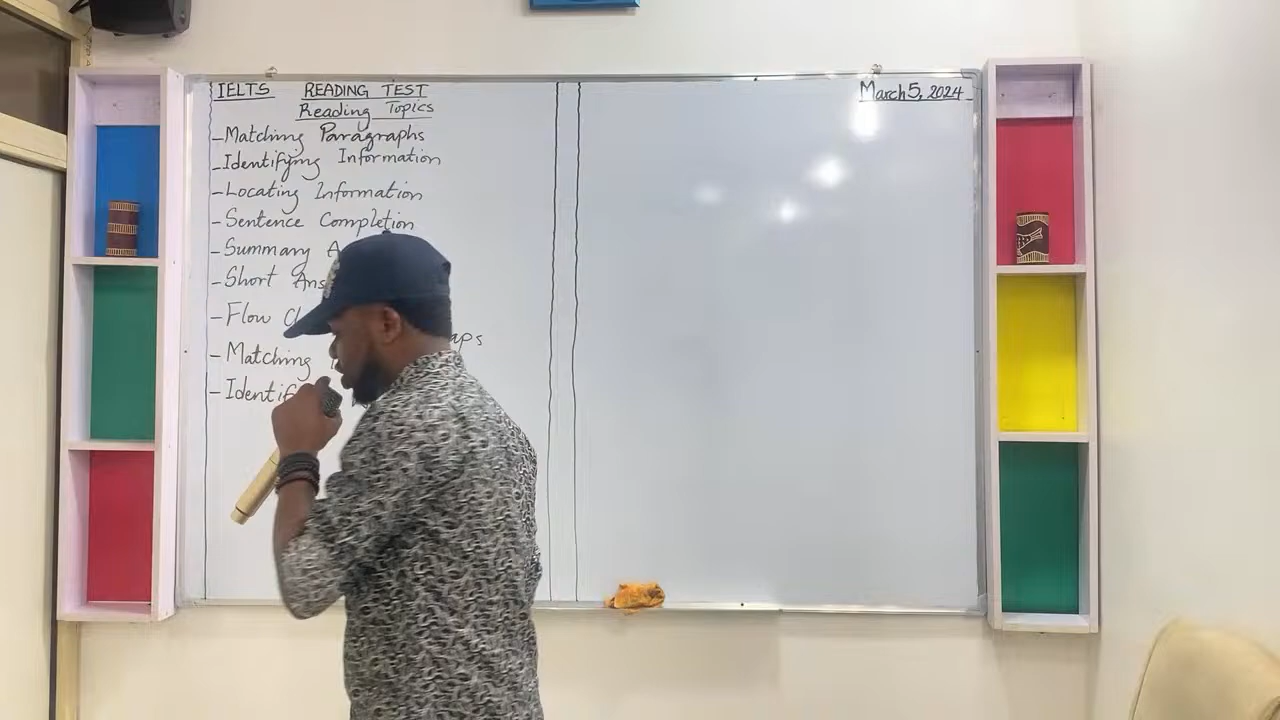 IELTS READING TEST
March 5, 2024
Reading Topics
- Matching Paragraphs
- Identifying Information
- Locating Information
- Sentence Completion
- Summary
- Short
- Flow
- Matching